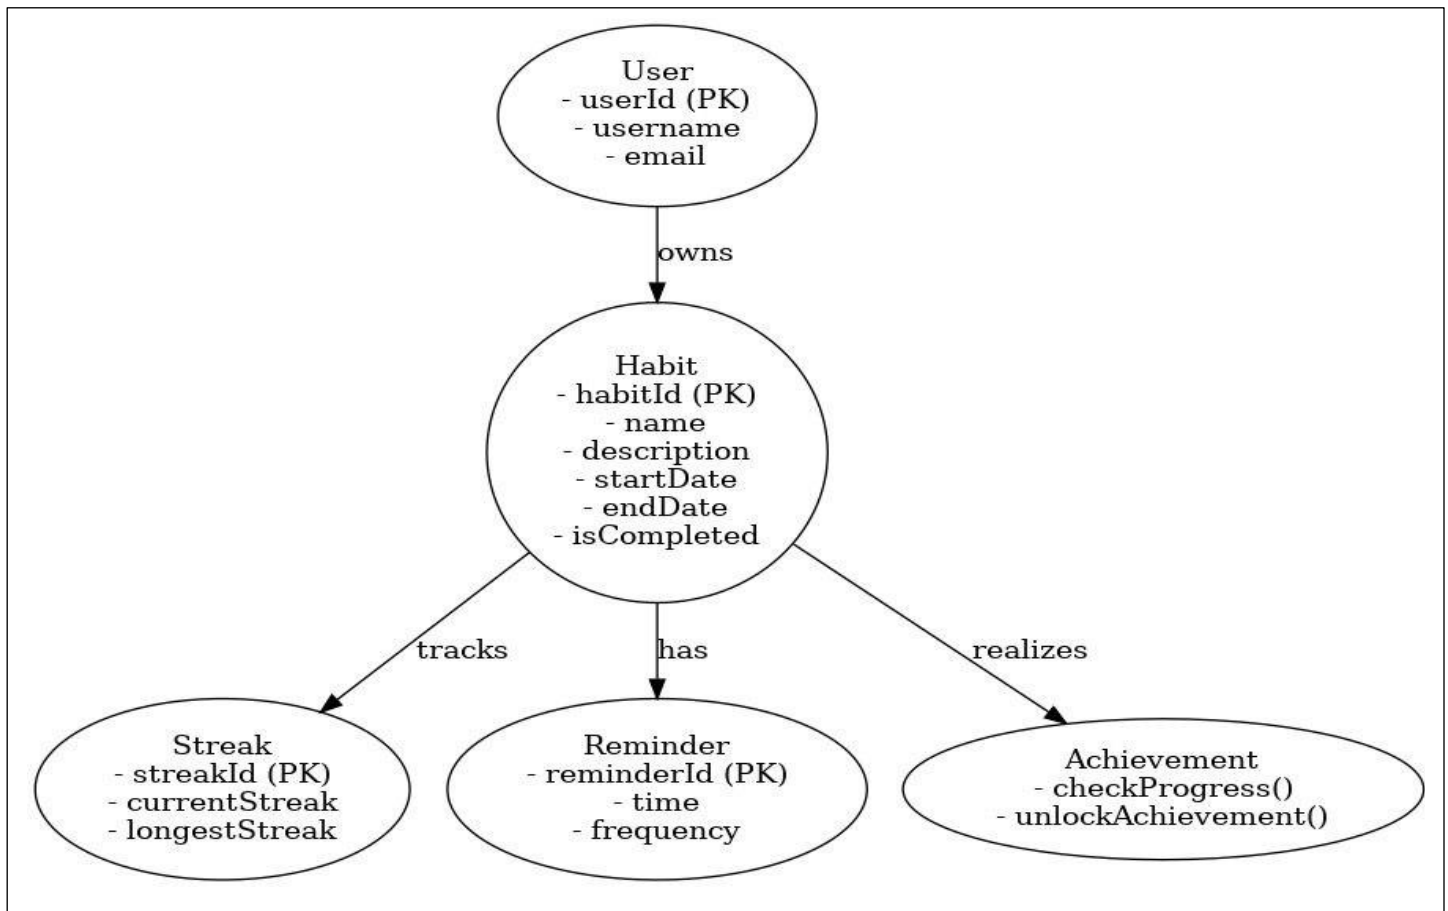 User
- userId (PK)
- username
- email
owns
Habit
- habitId (PK)
- name
- description
- startDate
- endDate
- isCompleted
tracks
has
realizes
Streak
- streakId (PK)
- currentStreak
- longestStreak
Reminder
- reminderId (PK)
- time
- frequency
Achievement
- checkProgress()
- unlockAchievement()